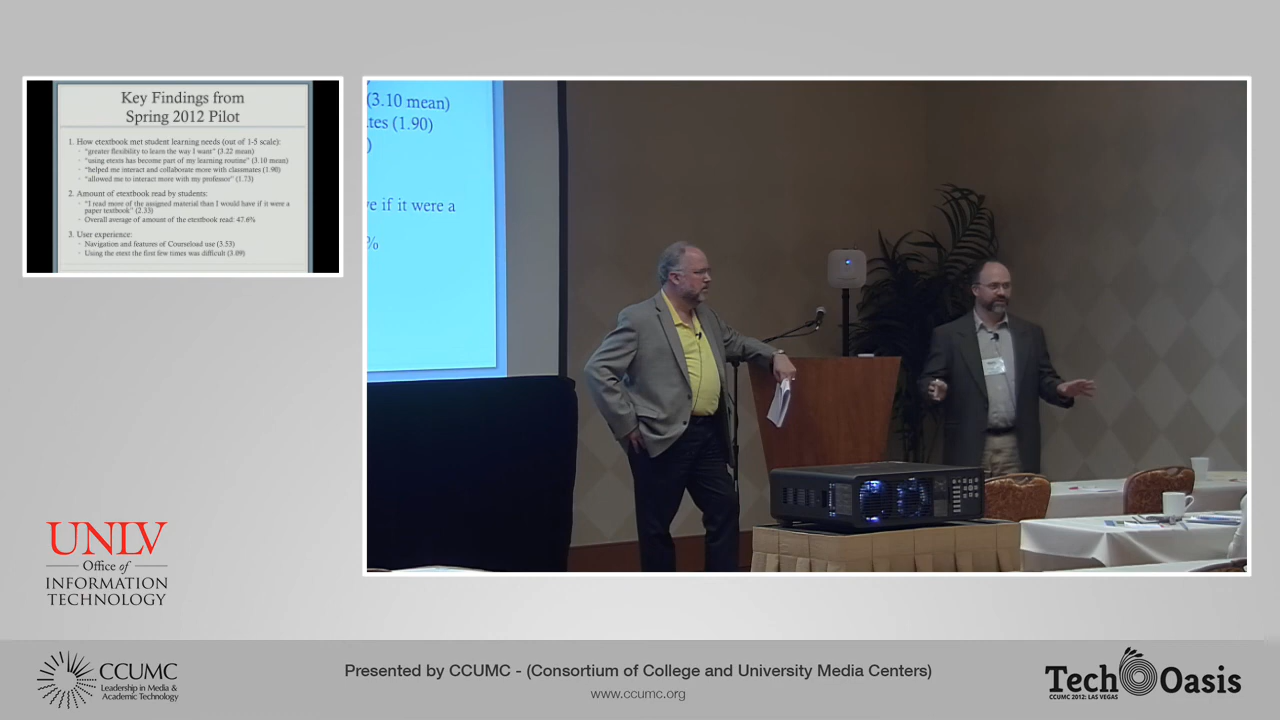 Key Findings from
Spring 2012 Pilot
1. How etextbook met student learning needs (out of 1-5 scale):
"greater flexibility to learn the way I want" (3.22 mean)
"using etexts has become part of my learning routine" (3.10 mean)
"helped me interact and collaborate more with classmates (1.90)
"allowed me to interact more with my professor" (1.73)
2. Amount of etextbook read by students:
"I read more of the assigned material than I would have if it were a
paper textbook" (2.33)
Overall average of amount of the etextbook read: 47.6%
3. User experience:
Navigation and features of Courseload use (3.53)
Using the etext the first few times was difficult (3.09)
(3.10 mean)
tes (1.90)
)
ve if it were a
%
UNLV
Office of
INFORMATION
TECHNOLOGY
CCUMC
Leadership in Media &
Academic Technology
Presented by CCUMC - (Consortium of College and University Media Centers)
www.ccumc.org
Tech Oasis
CCUMC 2012: LAS VEGAS